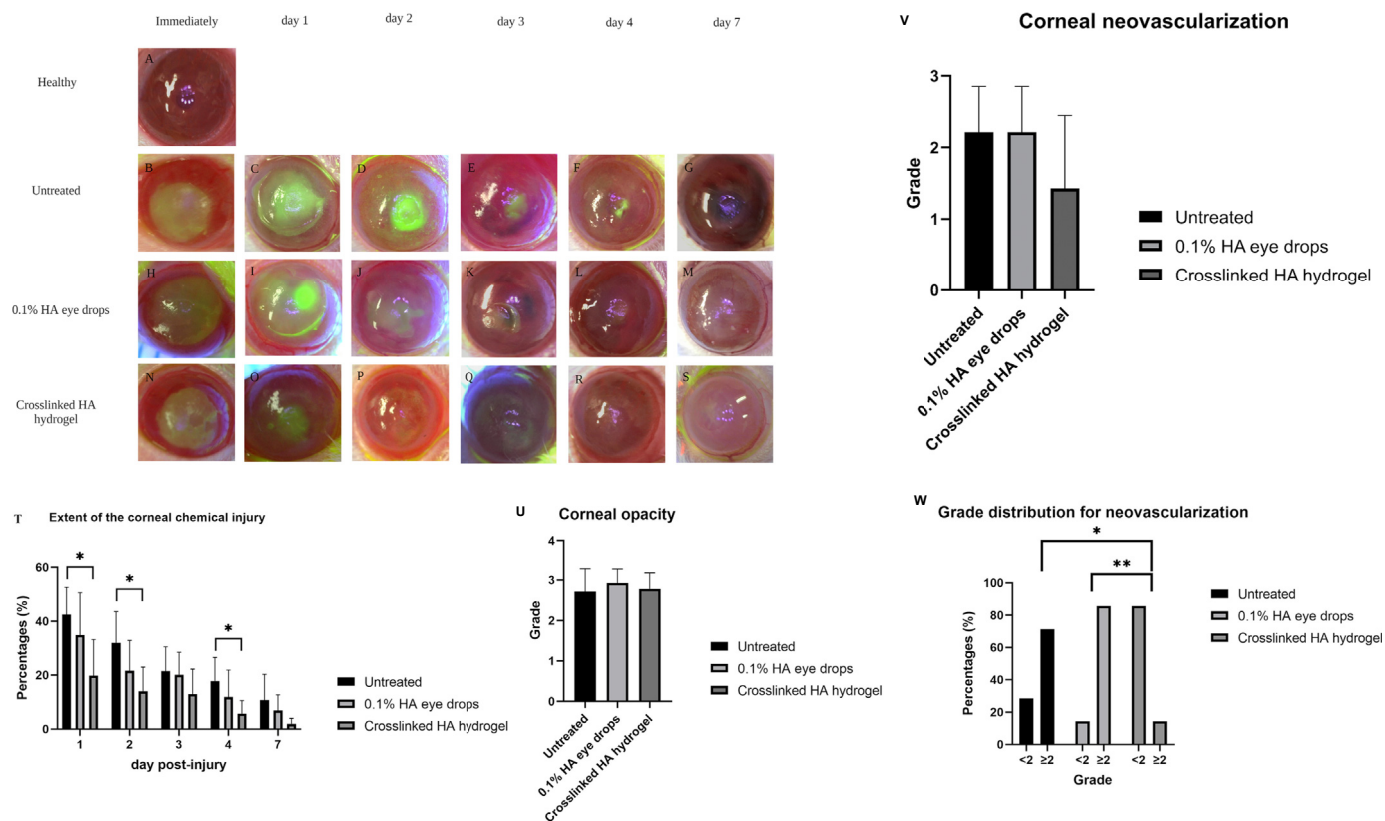 Immediately day 1 day 2 day 3 day 4 day 7
Healthy
A
Untreated
B C D E F G
0.1% HA eye drops
H I J K L M
Crosslinked HA
hydrogel
N O P Q R S
V Corneal neovascularization
3
2
1
0
Grade
Untreated
0.1% HA eye drops
Crosslinked HA hydrogel
Untreated
0.1% HA eye drops
Crosslinked HA hydrogel
T Extent of the corneal chemical injury
60
40
20
0
Percentages (%)
* * *
1 2 3 4 7
day post-injury
Untreated
0.1% HA eye drops
Crosslinked HA hydrogel
U Corneal opacity
4
3
2
1
0
Grade
Untreated
0.1% HA eye drops
Crosslinked HA hydrogel
Untreated
0.1% HA eye drops
Crosslinked HA hydrogel
W
Grade distribution for neovascularization
*
**
100
80
60
40
20
0
Percentages (%)
<2 ≥2 <2 ≥2 <2 ≥2
Grade
Untreated
0.1% HA eye drops
Crosslinked HA hydrogel